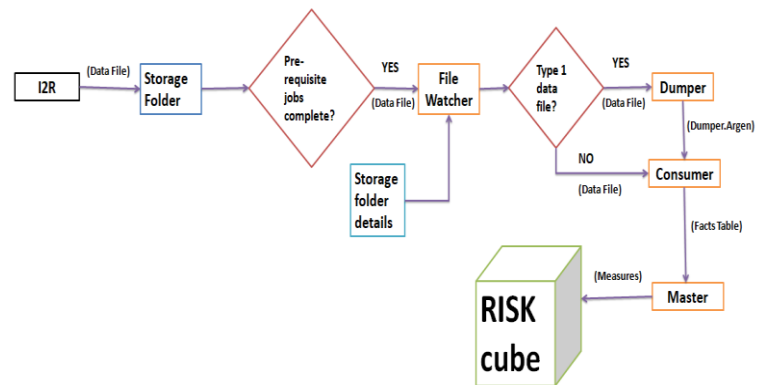 I2R
(Data File)
Storage
Folder
Pre-
requisite
jobs
complete?
YES
(Data File)
File
Watcher
Type 1
data
file?
YES
(Data File)
Dumper
(Dumper.Argen)
NO
(Data File)
Consumer
Storage
folder
details
(Facts Table)
Master
(Measures)
RISK
cube